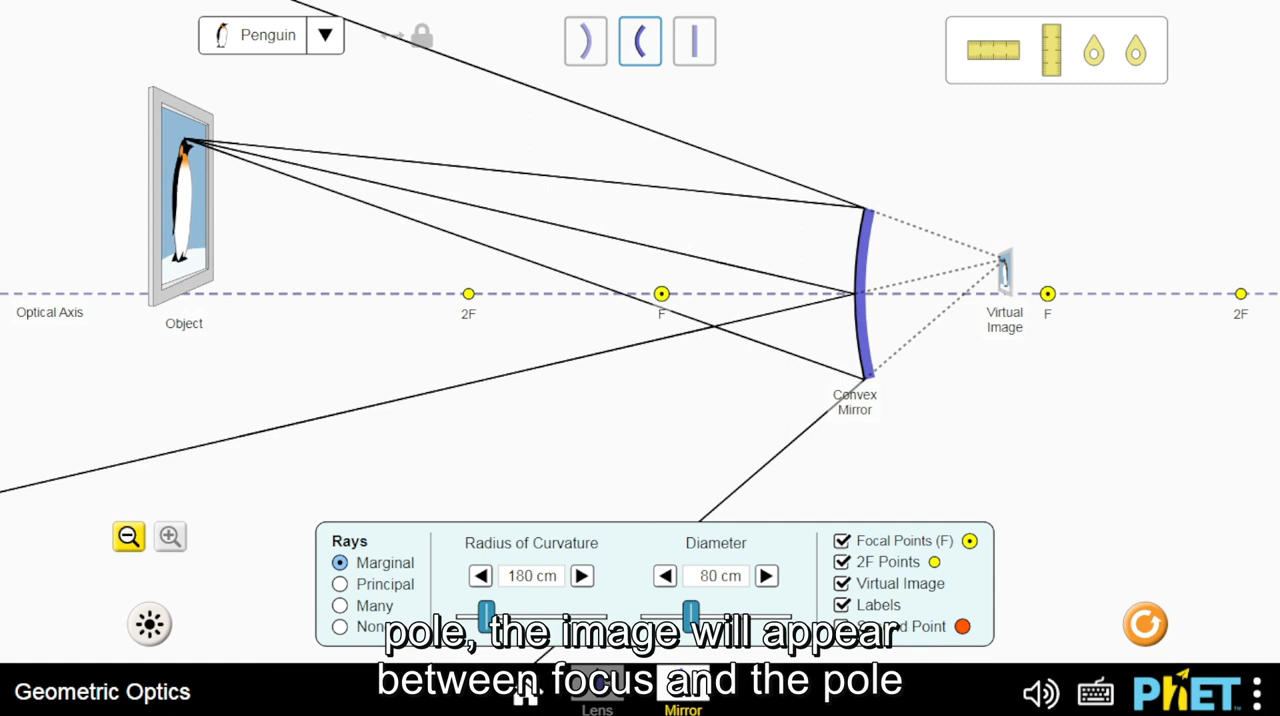 Penguin
Optical Axis
Object
2F
F
Convex
Mirror
Virtual
Image
F
2F
Rays
Marginal
Principal
Many
Radius of Curvature
180 cm
Diameter
80 cm
Focal Points (F)
2F Points
Virtual Image
Labels
Point
pole, the image will appear
between focus and the pole
Geometric Optics
Lens
Mirror
PhET